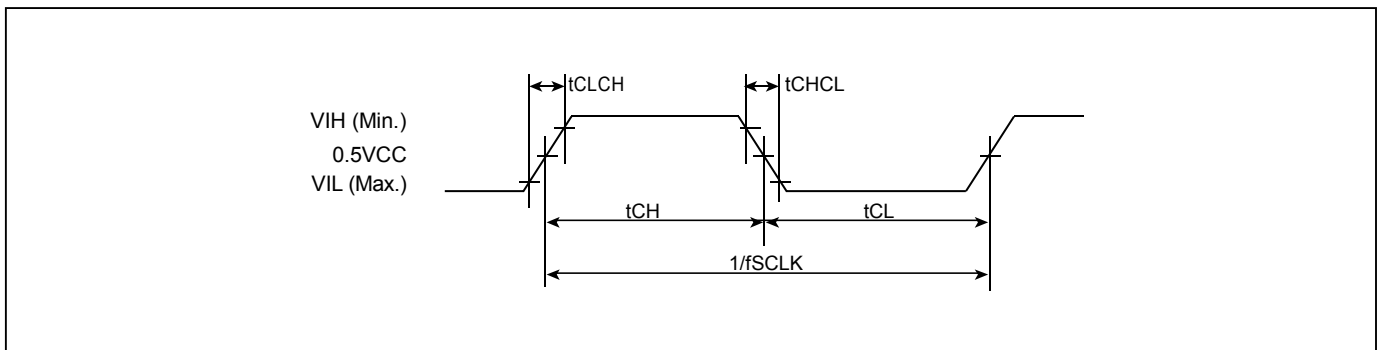 tCLCH
tCHCL
VIH (Min.)
0.5VCC
VIL (Max.)
tCH
tCL
1/fSCLK